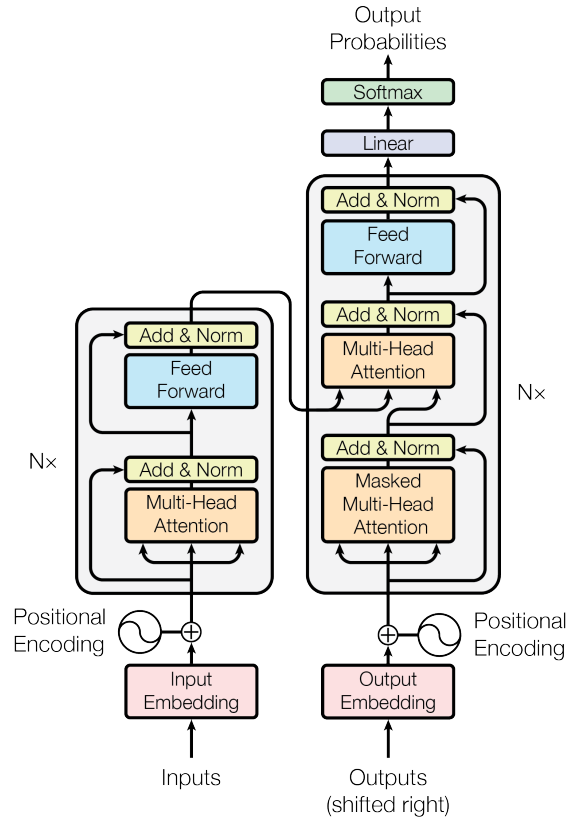 Output
Probabilities
Softmax
Linear
Add & Norm
Feed
Forward
Add & Norm
Multi-Head
Attention
Add & Norm
Masked
Multi-Head
Attention
N×
Add & Norm
Feed
Forward
Add & Norm
Multi-Head
Attention
N×
Positional
Encoding
Positional
Encoding
Input
Embedding
Output
Embedding
Inputs
Outputs
(shifted right)